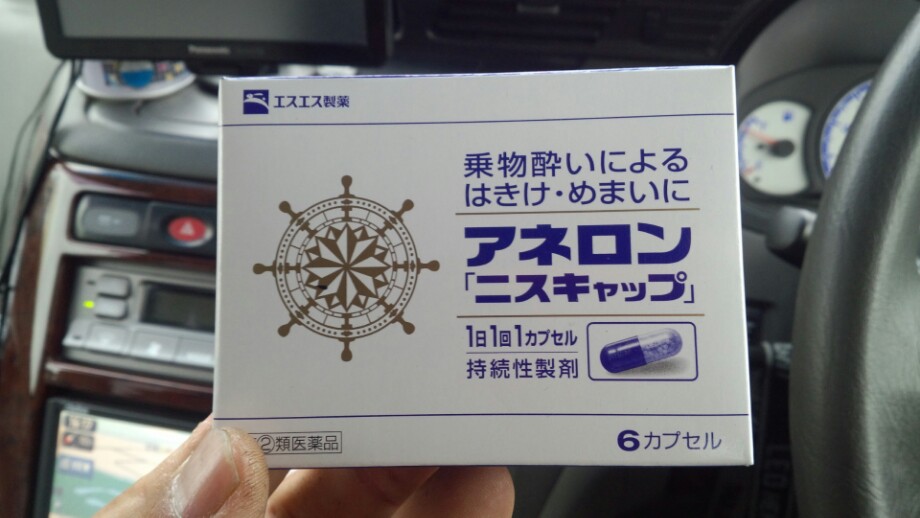 Panasonic
エスエス製薬
乗物酔いによる
はきけ・めまいに
アネロン
「ニスキャップ」
1日1回1カプセル
持続性製剤
②類医薬品
6カプセル